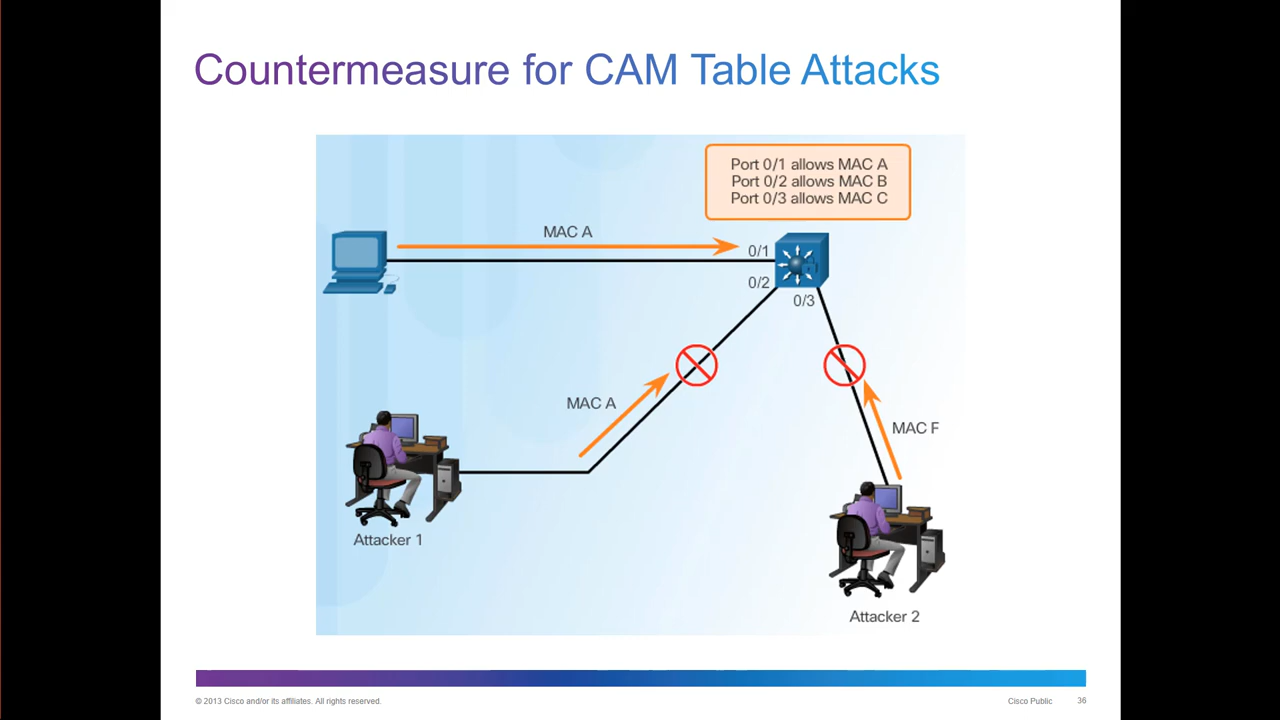 Countermeasure for CAM Table Attacks
Port 0/1 allows MAC A
Port 0/2 allows MAC B
Port 0/3 allows MAC C
MAC A
0/1
0/2
0/3
MAC A
MAC F
Attacker 1
Attacker 2
© 2013 Cisco and/or its affiliates. All rights reserved.
Cisco Public
36